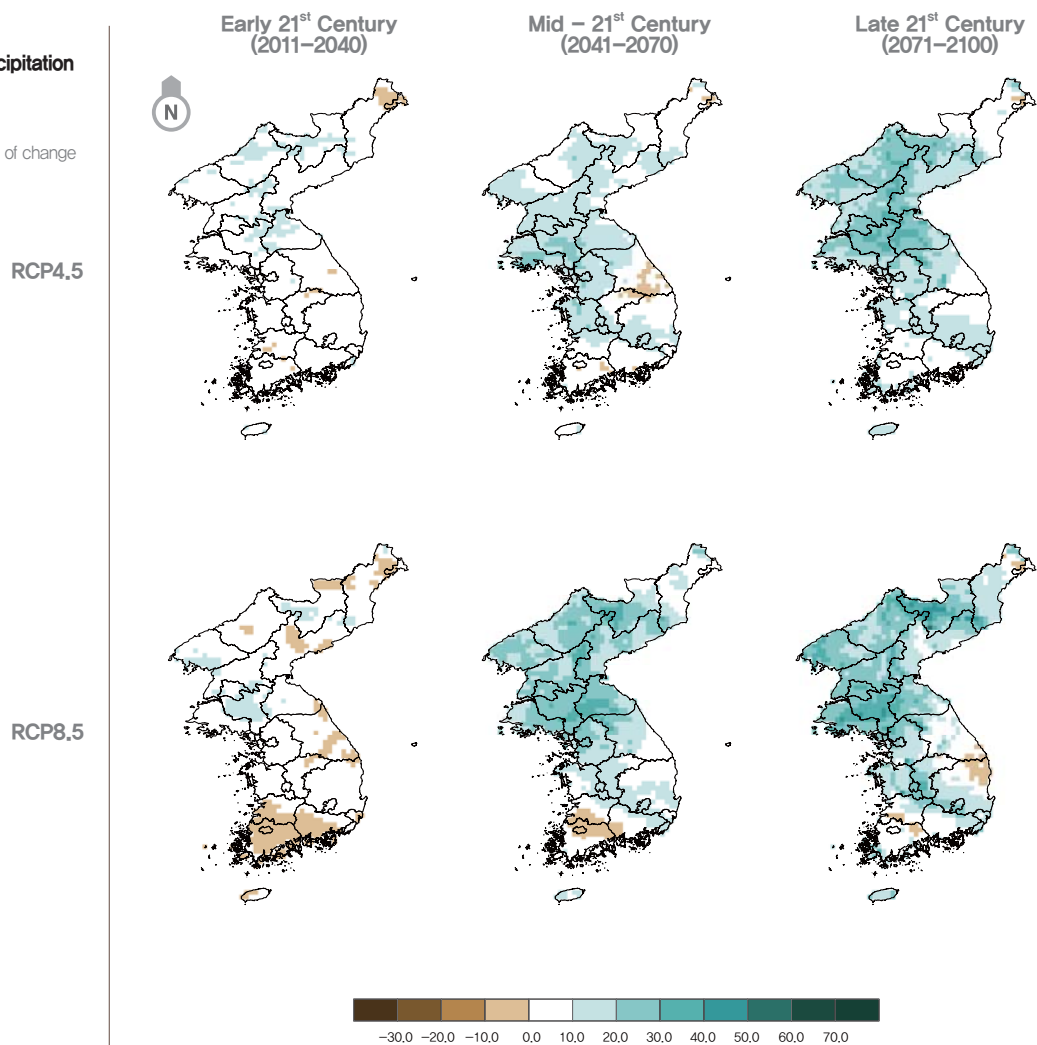 Early 21st Century
(2011–2040)
Mid – 21st Century
(2041–2070)
Late 21st Century
(2071–2100)
cipitation
N
of change
RCP4.5
RCP8.5
−30.0 −20.0 −10.0 0.0 10.0 20.0 30.0 40.0 50.0 60.0 70.0